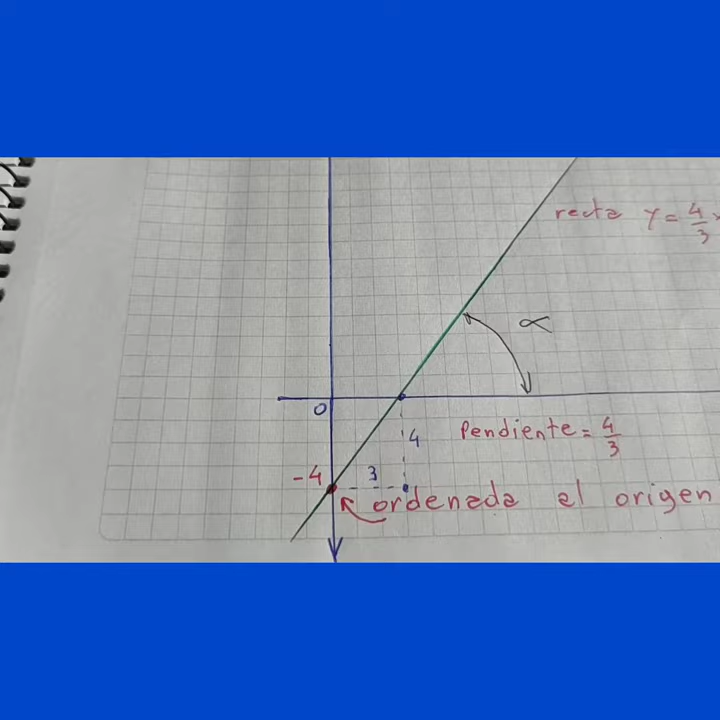 recta y = 4/3 x
α
0
4
Pendiente = 4/3
-4
3
ordenada al origen